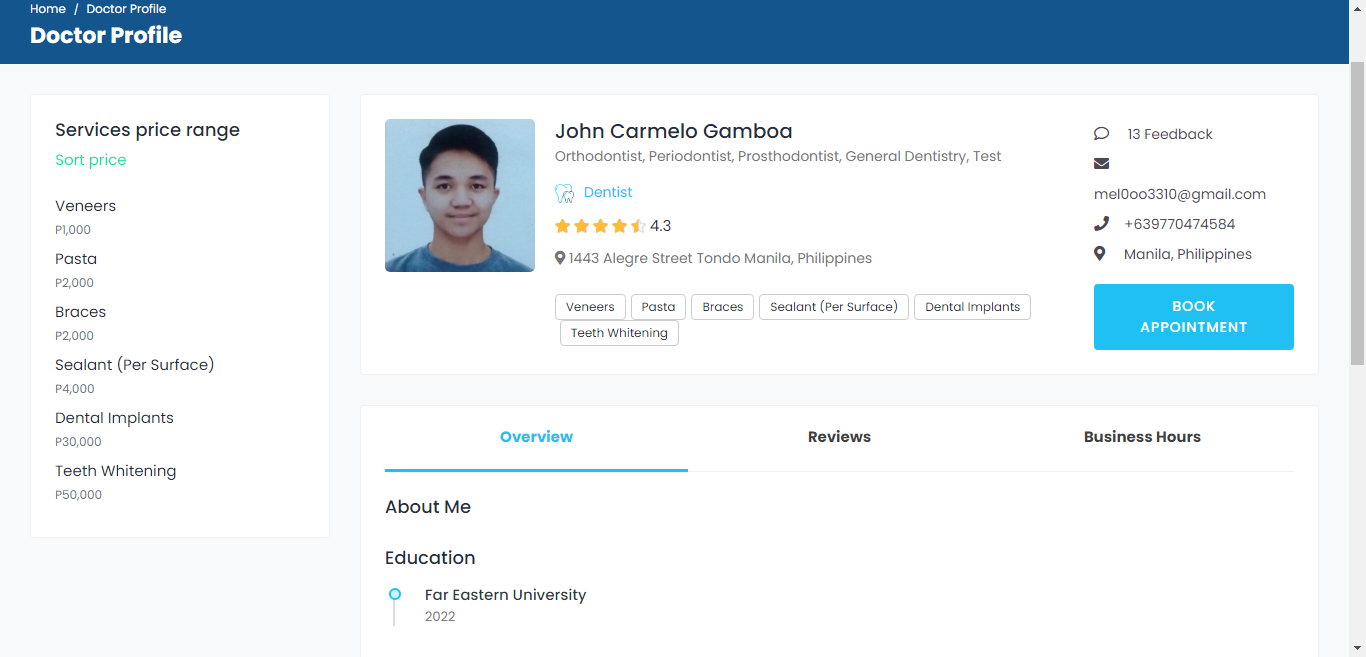 Home / Doctor Profile
Doctor Profile
Services price range
Sort price
Veneers
P1,000
Pasta
P2,000
Braces
P2,000
Sealant (Per Surface)
P4,000
Dental Implants
P30,000
Teeth Whitening
P50,000
John Carmelo Gamboa
Orthodontist, Periodontist, Prosthodontist, General Dentistry, Test
Dentist
4.3
1443 Alegre Street Tondo Manila, Philippines
Veneers Pasta Braces Sealant (Per Surface) Dental Implants
Teeth Whitening
13 Feedback
mel0oo3310@gmail.com
+639770474584
Manila, Philippines
BOOK
APPOINTMENT
Overview Reviews Business Hours
About Me
Education
Far Eastern University
2022